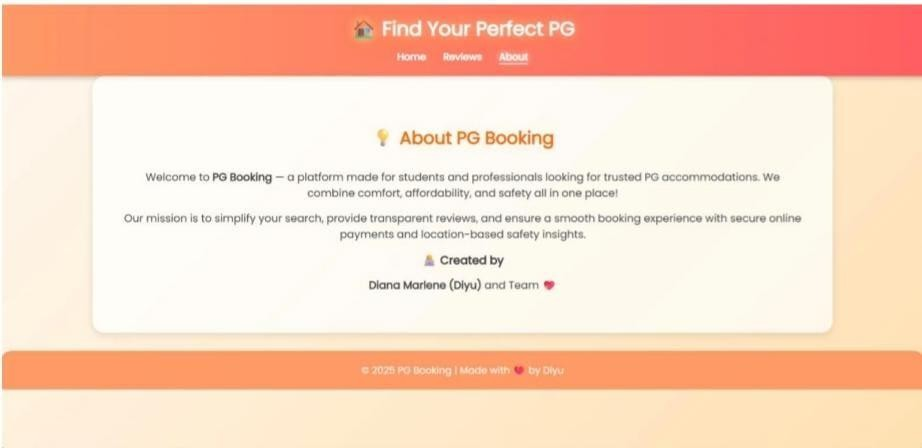 🏠 Find Your Perfect PG
Home Reviews About
💡 About PG Booking
Welcome to PG Booking — a platform made for students and professionals looking for trusted PG accommodations. We
combine comfort, affordability, and safety all in one place!
Our mission is to simplify your search, provide transparent reviews, and ensure a smooth booking experience with secure online
payments and location-based safety insights.
Created by
Diana Marlene (Diyu) and Team 💖
© 2025 PG Booking | Made with ❤️ by Diyu